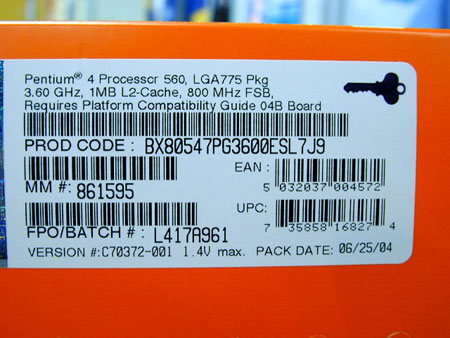 Pentium® 4 Processor 560, LGA775 Pkg
3.60 GHz, 1MB L2-Cache, 800 MHz FSB,
Requires Platform Compatibility Guide 04B Board
PROD CODE : BX80547PG3600ESL7J9
EAN :
5 032037 004572
MM #: 861595
UPC:
7 35858 16827 4
FPO/BATCH # : L417A961
VERSION #:C70372-001 1.4V max. PACK DATE: 06/25/04